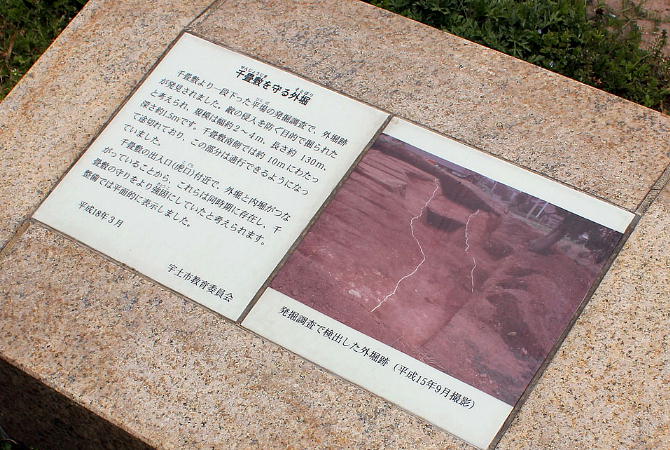 千畳敷を守る外堀
千畳敷より一段下った平場の発掘調査で、外堀跡
が発見されました。敵の侵入を防ぐ目的で掘られた
と考えられ、規模は幅約2～4m、長さ約130m、
深さ約1.5mです。千畳敷南側では約10mにわたっ
て途切れており、この部分は通行できるようになっ
ていました。
千畳敷の出入口(虎口)付近で、外堀と内堀がつな
がっていることから、これらは同時期に存在し、千
畳敷の守りをより強固にしていたと考えられます。
整備では平面的に表示しました。
平成18年3月
宇土市教育委員会
発掘調査で検出した外堀跡(平成15年9月撮影)